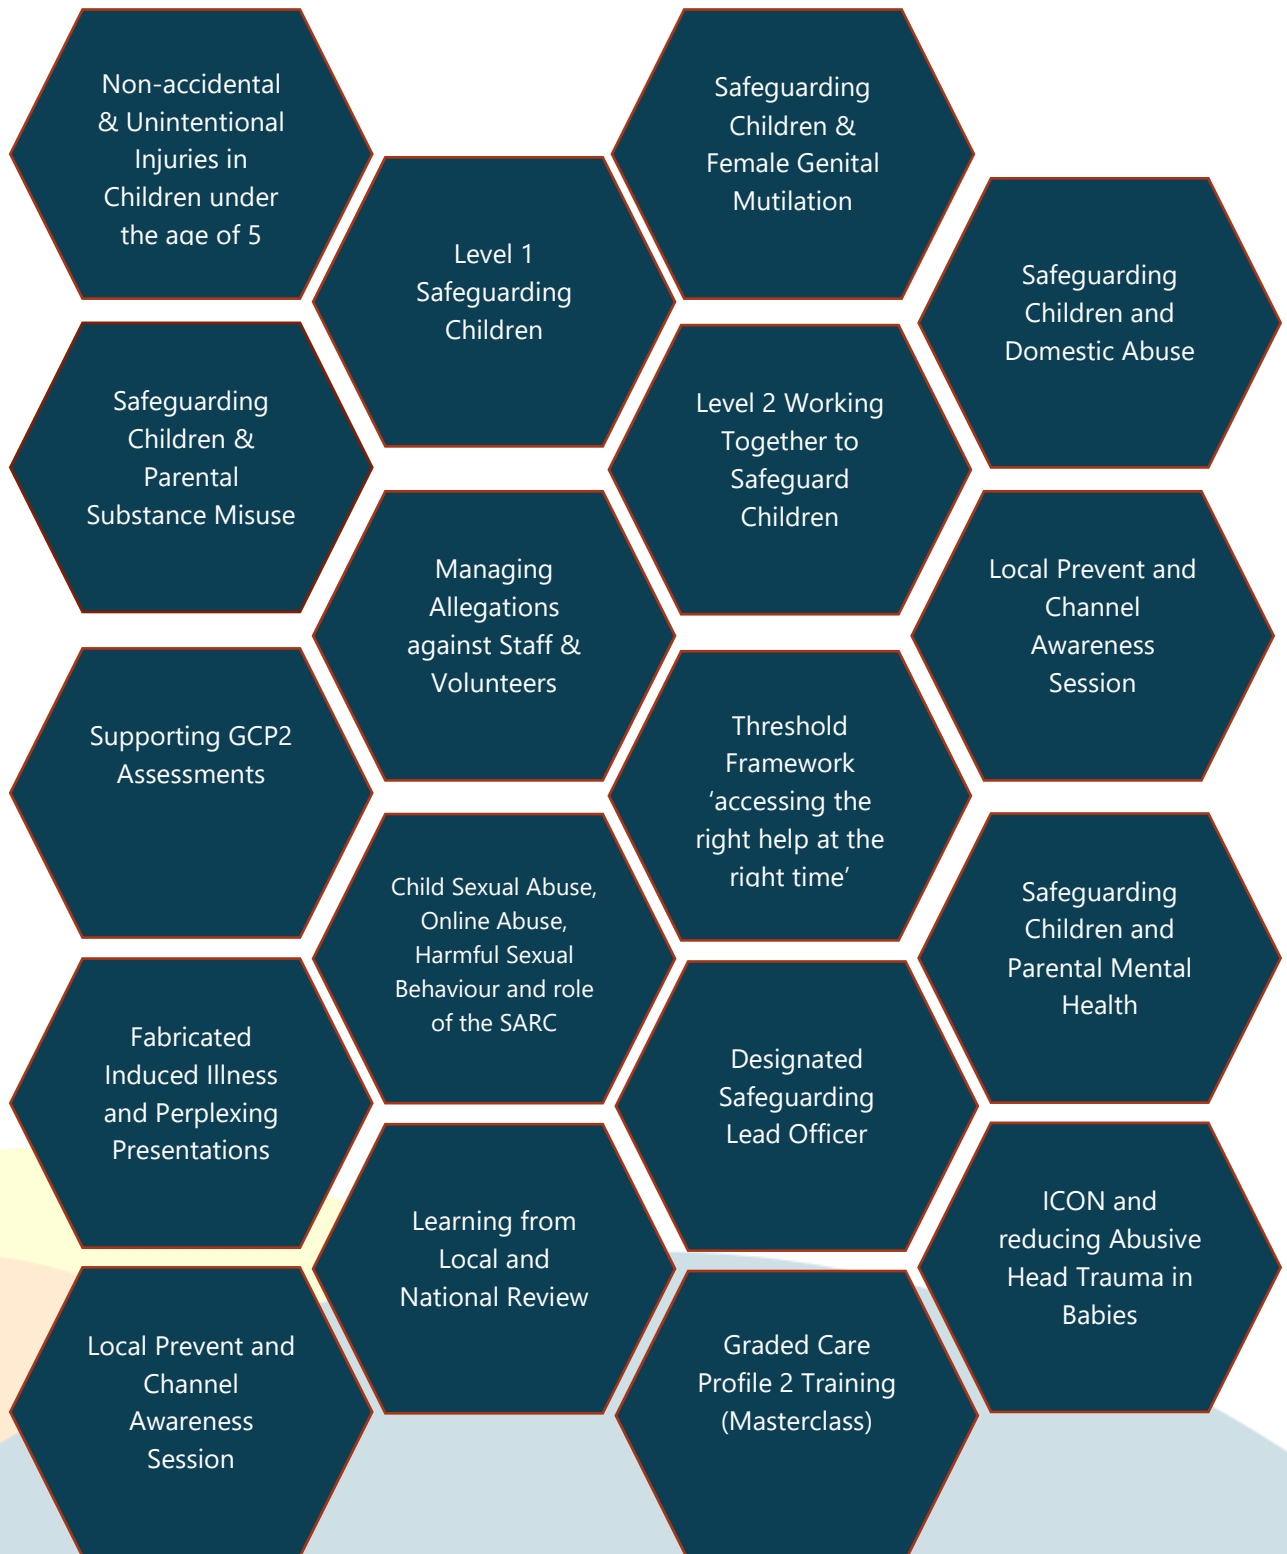 Non-accidental
& Unintentional
Injuries in
Children under
the age of 5
Safeguarding
Children &
Female Genital
Mutilation
Level 1
Safeguarding
Children
Safeguarding
Children and
Domestic Abuse
Safeguarding
Children &
Parental
Substance Misuse
Level 2 Working
Together to
Safeguard
Children
Managing
Allegations
against Staff &
Volunteers
Local Prevent and
Channel
Awareness
Session
Supporting GCP2
Assessments
Threshold
Framework
‘accessing the
right help at the
right time’
Child Sexual Abuse,
Online Abuse,
Harmful Sexual
Behaviour and role
of the SARC
Safeguarding
Children and
Parental Mental
Health
Fabricated
Induced Illness
and Perplexing
Presentations
Designated
Safeguarding
Lead Officer
Learning from
Local and
National Review
ICON and
reducing Abusive
Head Trauma in
Babies
Local Prevent and
Channel
Awareness
Session
Graded Care
Profile 2 Training
(Masterclass)